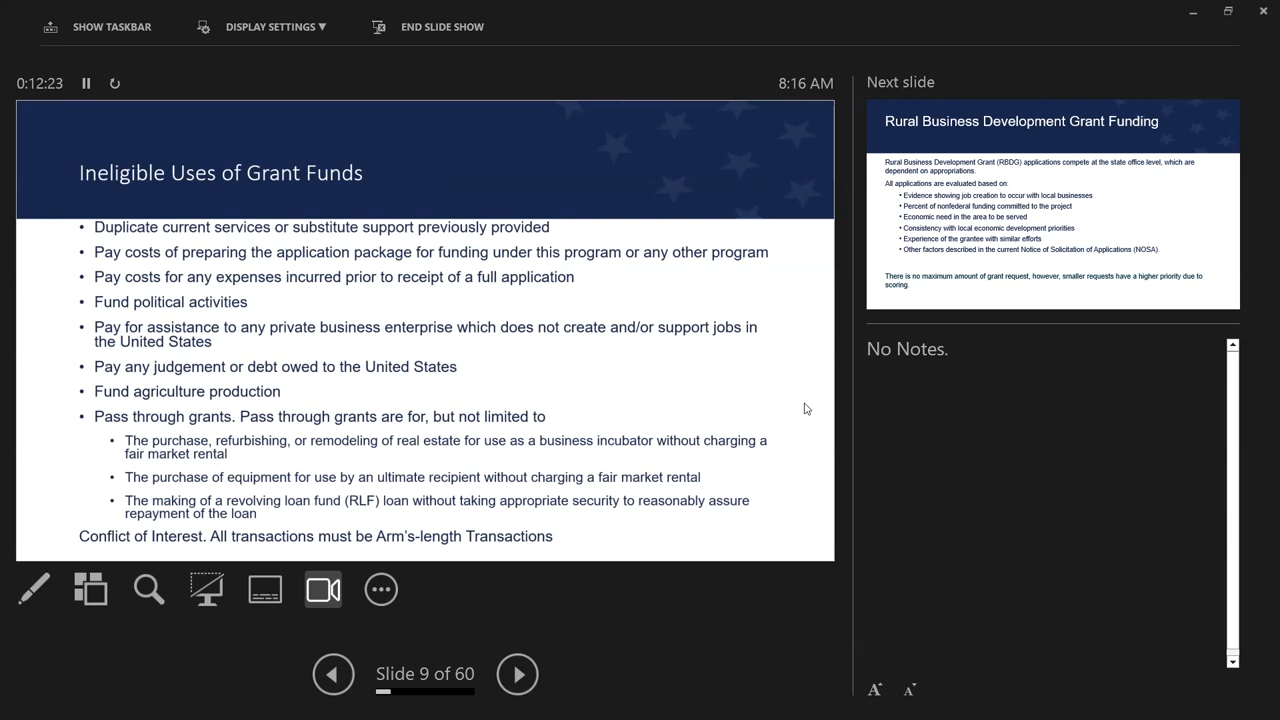 SHOW TASKBAR
DISPLAY SETTINGS ▼
END SLIDE SHOW
0:12:23
8:16 AM
Ineligible Uses of Grant Funds
• Duplicate current services or substitute support previously provided
• Pay costs of preparing the application package for funding under this program or any other program
• Pay costs for any expenses incurred prior to receipt of a full application
• Fund political activities
• Pay for assistance to any private business enterprise which does not create and/or support jobs in
the United States
• Pay any judgement or debt owed to the United States
• Fund agriculture production
• Pass through grants. Pass through grants are for, but not limited to
• The purchase, refurbishing, or remodeling of real estate for use as a business incubator without charging a
fair market rental
• The purchase of equipment for use by an ultimate recipient without charging a fair market rental
• The making of a revolving loan fund (RLF) loan without taking appropriate security to reasonably assure
repayment of the loan
Conflict of Interest. All transactions must be Arm's-length Transactions
Slide 9 of 60
Next slide
Rural Business Development Grant Funding
Rural Business Development Grant (RBDG) applications compete at the state office level, which are
dependent on appropriations.
All applications are evaluated based on:
• Evidence showing job creation to occur with local businesses
• Percent of nonfederal funding committed to the project
• Economic need in the area to be served
• Consistency with local economic development priorities
• Experience of the grantee with similar efforts
• Other factors described in the current Notice of Solicitation of Applications (NOSA).
There is no maximum amount of grant request, however, smaller requests have a higher priority due to
scoring.
No Notes.
A A